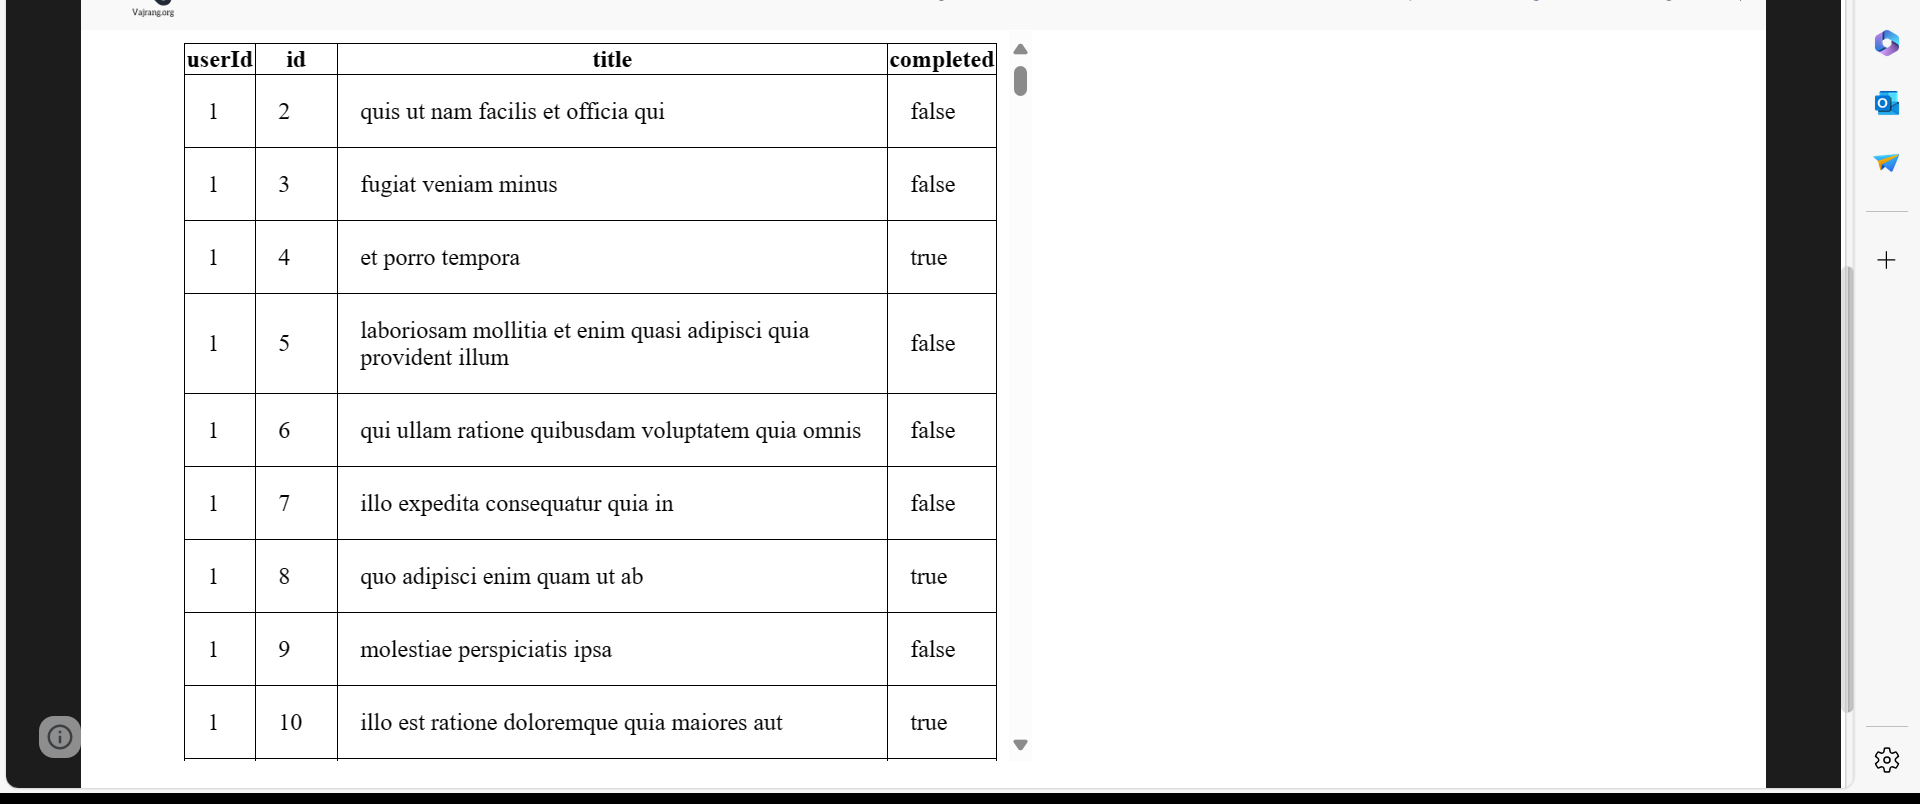 Vajrang.org
userId id title completed
1 2 quis ut nam facilis et officia qui false
1 3 fugiat veniam minus false
1 4 et porro tempora true
1 5 laboriosam mollitia et enim quasi adipisci quia
provident illum false
1 6 qui ullam ratione quibusdam voluptatem quia omnis false
1 7 illo expedita consequatur quia in false
1 8 quo adipisci enim quam ut ab true
1 9 molestiae perspiciatis ipsa false
1 10 illo est ratione doloremque quia maiores aut true